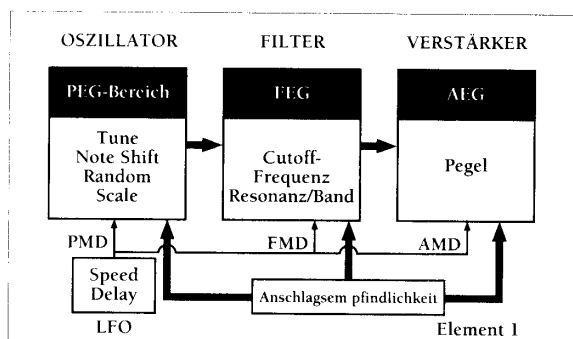 OSZILLATOR FILTER VERSTÄRKER
PEG-Bereich FEG AEG
Tune
Note Shift
Random
Scale
Cutoff-
Frequenz
Resonanz/Band
Pegel
PMD FMD AMD
Speed
Delay
LFO
Anschlagsem pfindlichkeit
Element 1